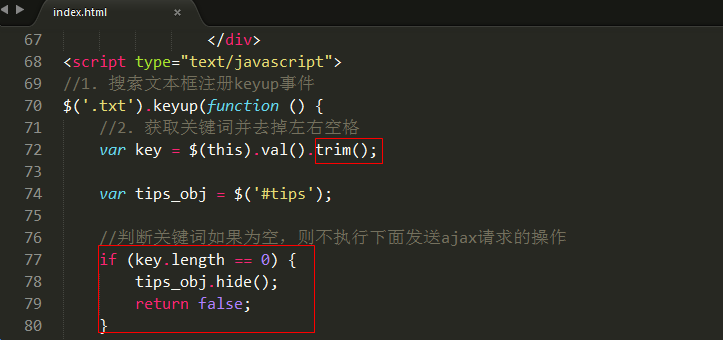 index.html ×
67 </div>
68 <script type="text/javascript">
69 //1. 搜索文本框注册keyup事件
70 $('.txt').keyup(function () {
71 //2. 获取关键词并去掉左右空格
72 var key = $(this).val().trim();
73
74 var tips_obj = $('#tips');
75
76 //判断关键词如果为空，则不执行下面发送ajax请求的操作
77 if (key.length == 0) {
78 tips_obj.hide();
79 return false;
80 }